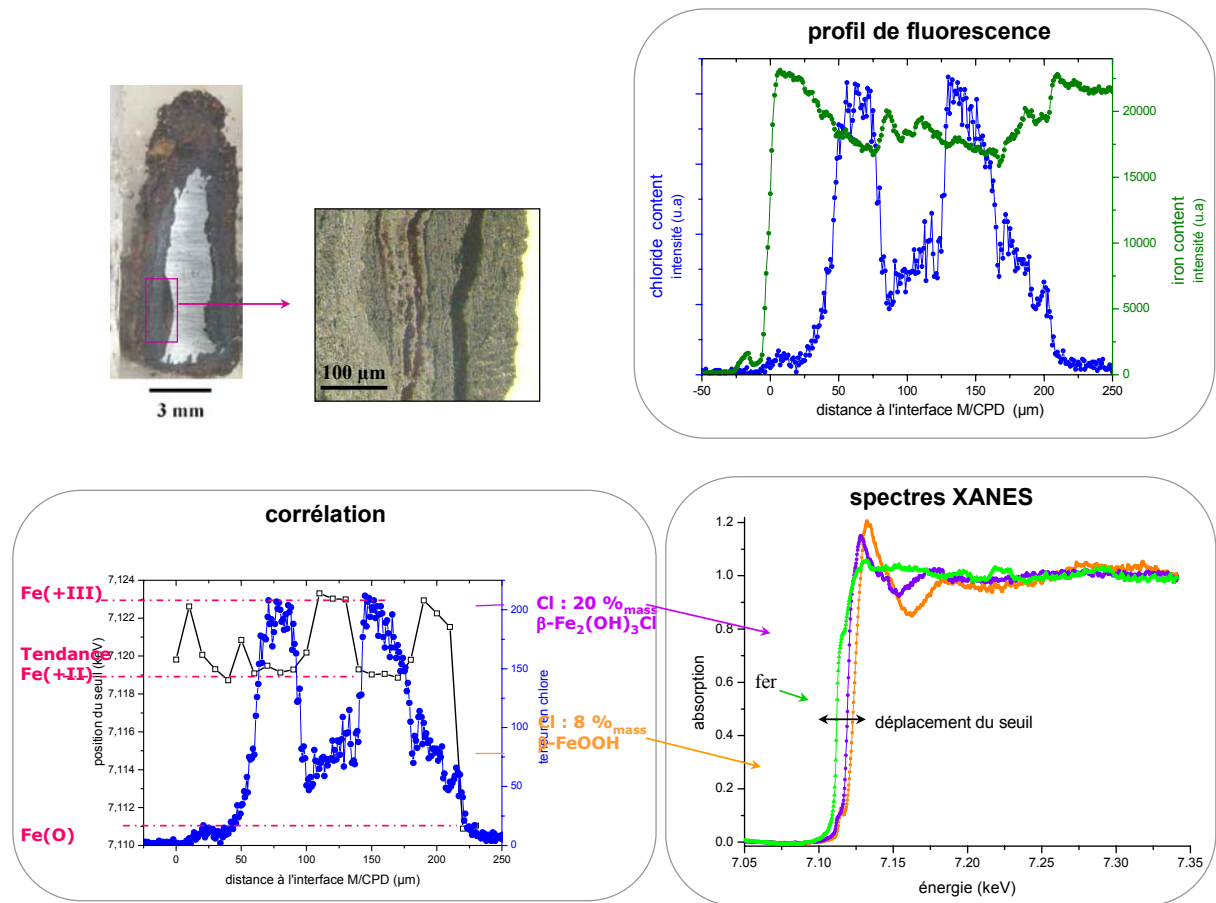 profil de fluorescence
chloride content
intensité (u.a)
iron content
intensité (u.a)
20000
15000
10000
5000
0
-50 0 50 100 150 200 250
distance à l'interface M/CPD (µm)
100 µm
3 mm
corrélation
7,124
7,123
7,122
7,120
7,119
7,118
7,116
7,114
7,112
7,111
7,110
position du seuil (keV)
Fe(+III)
Tendance
Fe(+II)
Fe(O)
200
150
100
50
0
teneur en chlore
0 50 100 150 200 250
distance à l'interface M/CPD (µm)
Cl : 20 %mass
β-Fe2(OH)3Cl
Cl : 8 %mass
β-FeOOH
spectres XANES
1.2
1.0
0.8
0.6
0.4
0.2
0.0
absorption
fer
déplacement du seuil
7.05 7.10 7.15 7.20 7.25 7.30 7.35
énergie (keV)